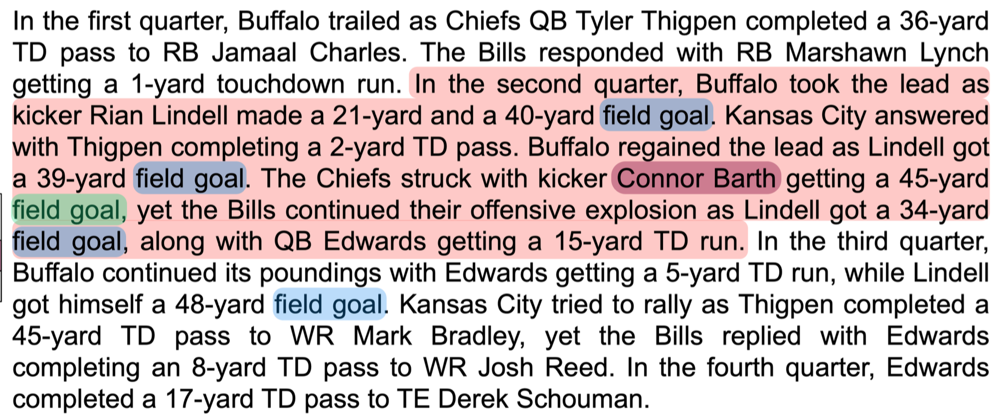 In the first quarter, Buffalo trailed as Chiefs QB Tyler Thigpen completed a 36-yard
TD pass to RB Jamaal Charles. The Bills responded with RB Marshawn Lynch
getting a 1-yard touchdown run. In the second quarter, Buffalo took the lead as
kicker Rian Lindell made a 21-yard and a 40-yard field goal. Kansas City answered
with Thigpen completing a 2-yard TD pass. Buffalo regained the lead as Lindell got
a 39-yard field goal. The Chiefs struck with kicker Connor Barth getting a 45-yard
field goal, yet the Bills continued their offensive explosion as Lindell got a 34-yard
field goal, along with QB Edwards getting a 15-yard TD run. In the third quarter,
Buffalo continued its poundings with Edwards getting a 5-yard TD run, while Lindell
got himself a 48-yard field goal. Kansas City tried to rally as Thigpen completed a
45-yard TD pass to WR Mark Bradley, yet the Bills replied with Edwards
completing an 8-yard TD pass to WR Josh Reed. In the fourth quarter, Edwards
completed a 17-yard TD pass to TE Derek Schouman.